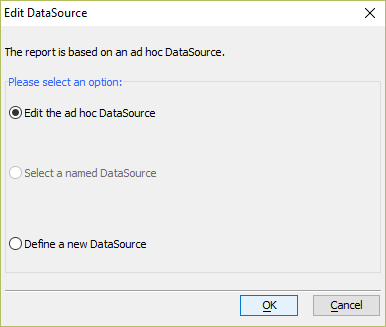 Edit DataSource
The report is based on an ad hoc DataSource.
Please select an option:
Edit the ad hoc DataSource
Select a named DataSource
Define a new DataSource
OK
Cancel